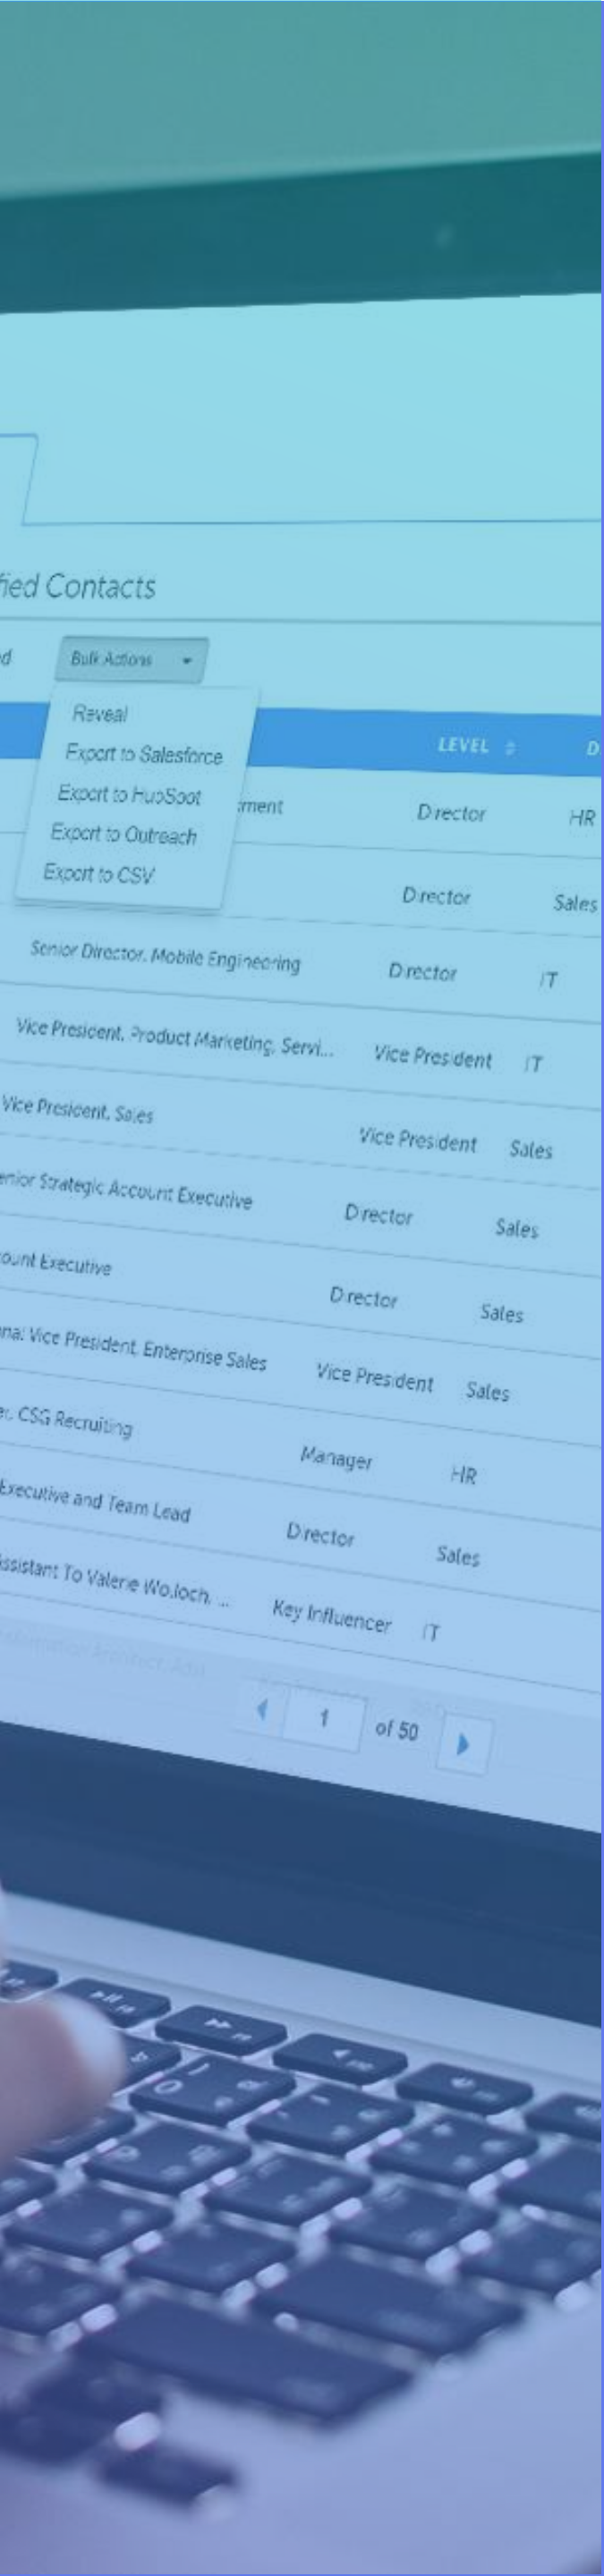 fied Contacts
d Bulk Actions
Reveal
LEVEL D
Export to Salesforce
Export to HubSpot
ment Director HR
Export to Outreach
Export to CSV
Director Sales
Senior Director, Mobile Engineering Director IT
Vice President, Product Marketing, Servi... Vice President IT
Vice President, Sales Vice President Sales
enior Strategic Account Executive Director Sales
ount Executive Director Sales
nal Vice President, Enterprise Sales Vice President Sales
er, CSG Recruiting Manager HR
Executive and Team Lead Director Sales
Assistant To Valerie Woloch, ... Key Influencer IT
1 of 50